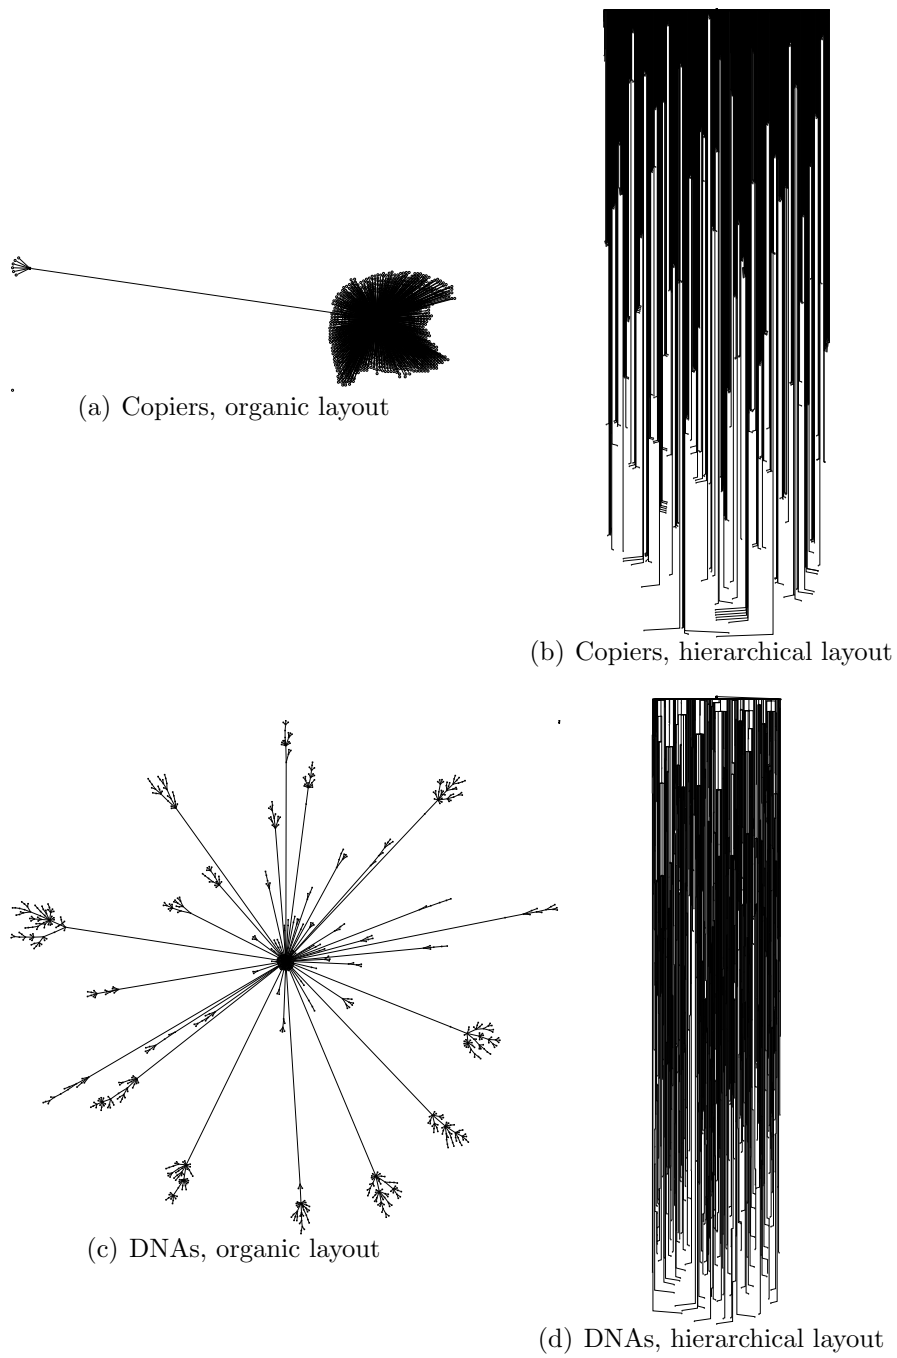 (a) Copiers, organic layout
(b) Copiers, hierarchical layout
(c) DNAs, organic layout
(d) DNAs, hierarchical layout